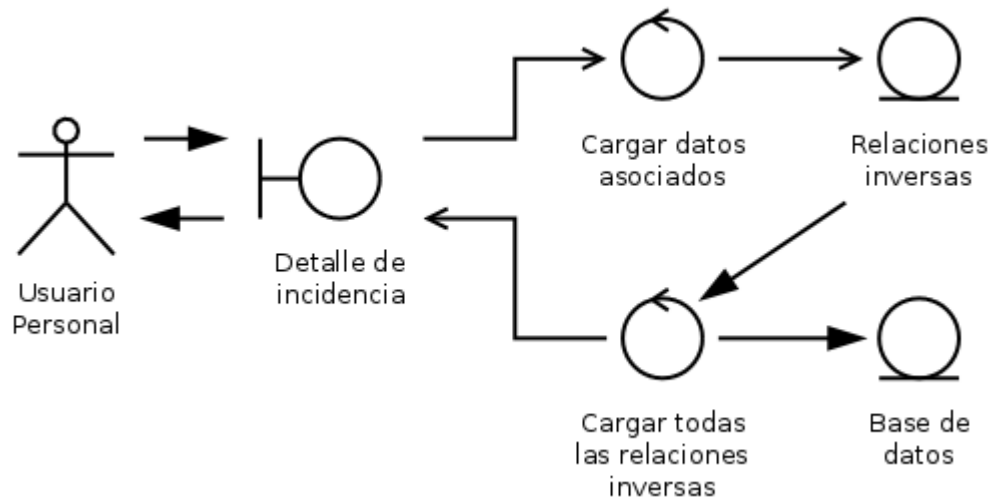 Cargar datos
asociados
Relaciones
inversas
Usuario
Personal
Detalle de
incidencia
Cargar todas
las relaciones
inversas
Base de
datos